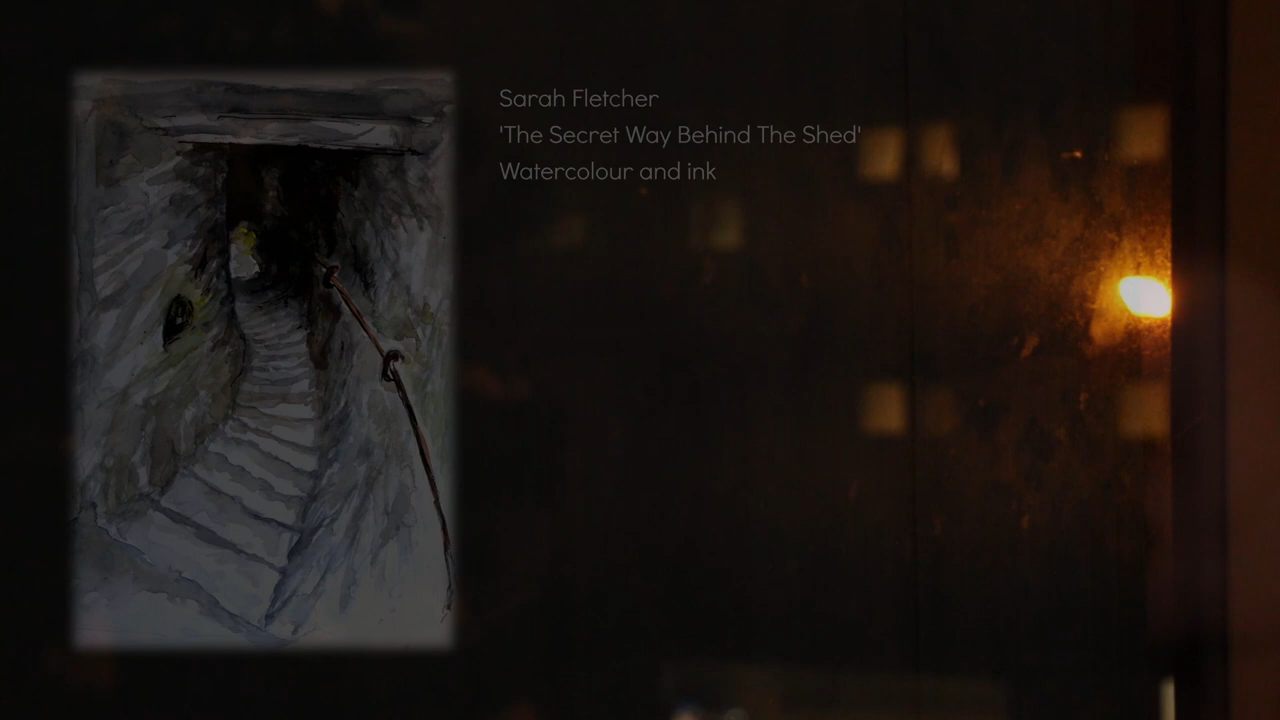 Sarah Fletcher
'The Secret Way Behind The Shed'
Watercolour and ink